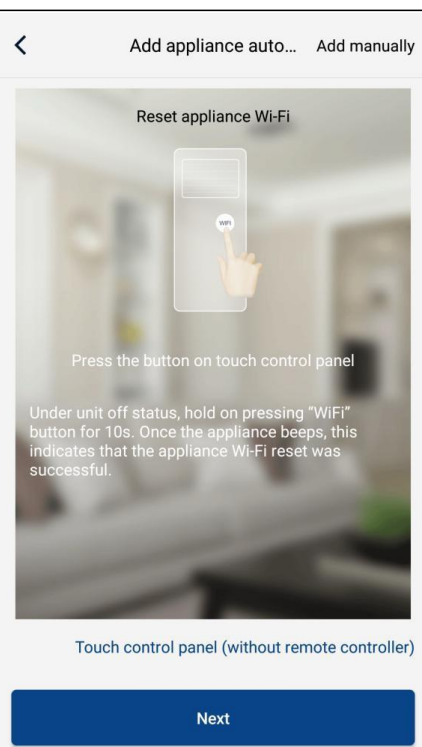 Add appliance auto... Add manually
Reset appliance Wi-Fi
WIFI
Press the button on touch control panel
Under unit off status, hold on pressing "WiFi"
button for 10s. Once the appliance beeps, this
indicates that the appliance Wi-Fi reset was
successful.
Touch control panel (without remote controller)
Next